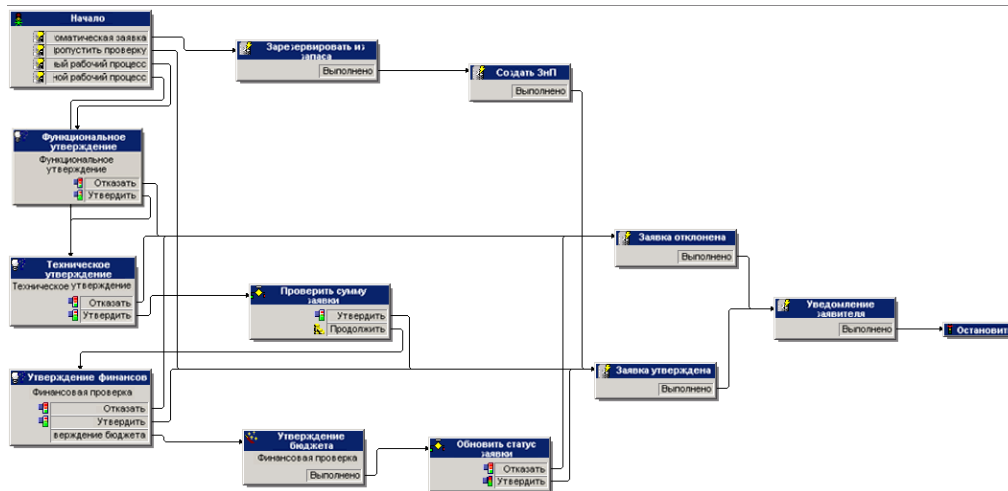 Начало
оматическая заявка
ропустить проверку
ый рабочий процесс
ной рабочий процесс
Зарезервировать из
запаса
Выполнено
Создать ЗнП
Выполнено
Функциональное
утверждение
Функциональное
утверждение
Отказать
Утвердить
Заявка отклонена
Выполнено
Техническое
утверждение
Техническое утверждение
Отказать
Утвердить
Проверить сумму
заявки
Утвердить
Продолжить
Уведомление
заявителя
Выполнено
Остановит
Утверждение финансов
Финансовая проверка
Отказать
Утвердить
верждение бюджета
Заявка утверждена
Выполнено
Утверждение
бюджета
Финансовая проверка
Выполнено
Обновить статус
заявки
Отказать
Утвердить